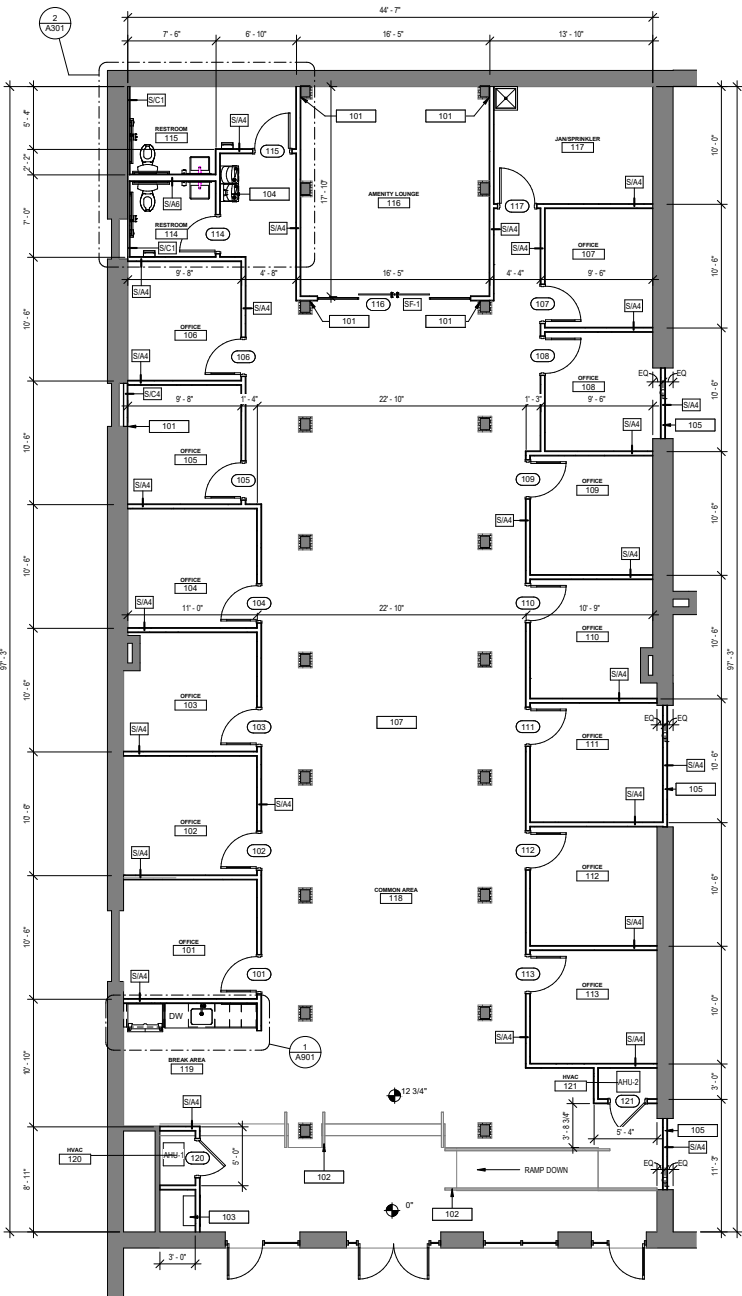 44' - 7"
2
A301
7' - 6"
6' - 10"
16' - 5"
13' - 10"
S/C1
101
101
5' - 4"
RESTROOM
115
S/A4
115
JAN/SPRINKLER
117
10' - 0"
2' - 2"
S/A6
104
17' - 10"
AMENITY LOUNGE
116
S/A4
117
7' - 0"
RESTROOM
114
114
S/A4
S/A4
S/C1
S/A4
OFFICE
107
S/A4
9' - 8"
4' - 8"
16' - 5"
4' - 4"
9' - 6"
10' - 6"
116
SF-1
107
S/A4
101
101
S/A4
10' - 6"
OFFICE
106
106
108
OFFICE
108
S/A4
EQ
EQ
10' - 6"
S/C4
9' - 8"
1' - 4"
22' - 10"
1' - 3"
9' - 6"
S/A4
101
105
10' - 6"
OFFICE
105
105
S/A4
OFFICE
109
109
S/A4
S/A4
10' - 6"
S/A4
10' - 6"
OFFICE
104
104
110
S/A4
11' - 0"
22' - 10"
10' - 9"
OFFICE
110
10' - 6"
97' - 3"
97' - 3"
S/A4
10' - 6"
OFFICE
103
103
107
111
EQ
EQ
S/A4
OFFICE
111
S/A4
10' - 6"
105
S/A4
S/A4
10' - 6"
OFFICE
102
102
112
S/A4
OFFICE
112
10' - 6"
COMMON AREA
118
S/A4
10' - 6"
OFFICE
101
101
113
S/A4
OFFICE
113
10' - 0"
DW
S/A4
1
A901
S/A4
10' - 10"
BREAK AREA
119
HVAC
121
AHU-2
3' - 0"
12 3/4"
121
S/A4
3' - 8 3/4"
5' - 4"
105
S/A4
HVAC
120
AHU-1
120
5' - 0"
8' - 11"
102
RAMP DOWN
EQ
EQ
11' - 3"
0"
103
102
3' - 0"